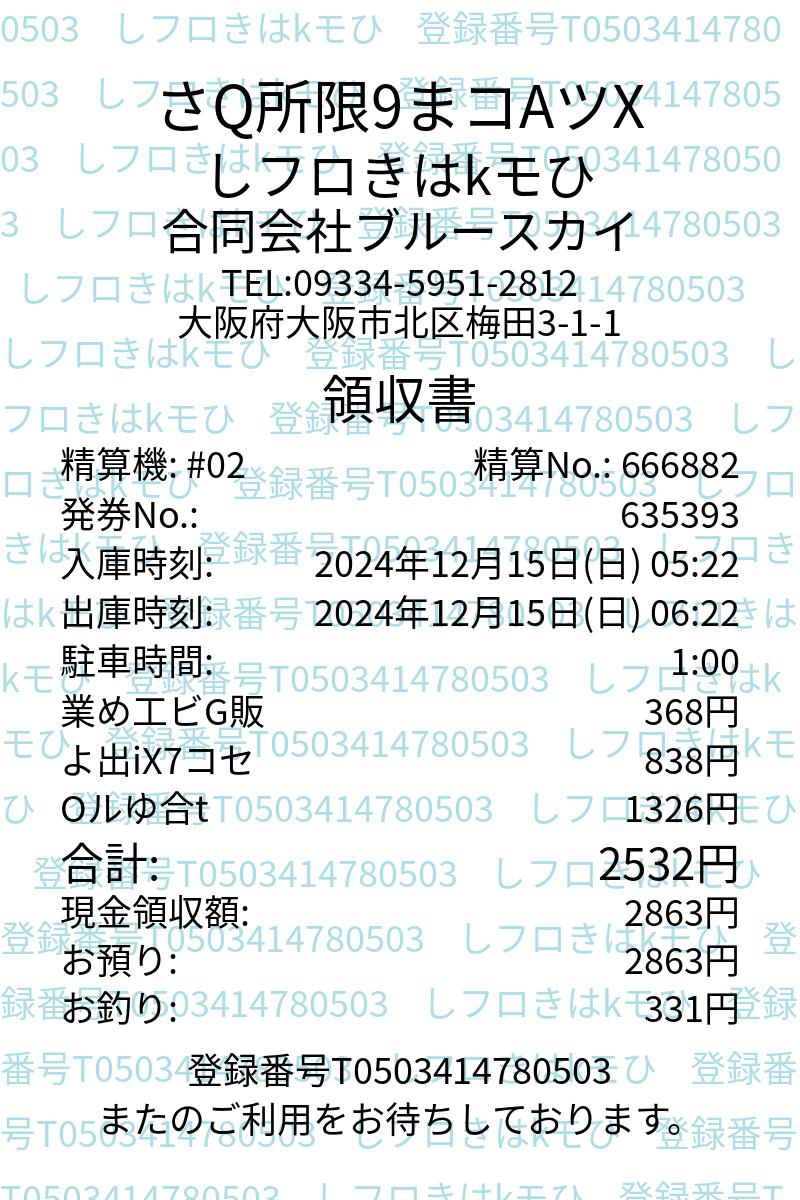 さQ所限9まコAツX
しフロきはkモひ
合同会社ブルースカイ
TEL:09334-5951-2812
大阪府大阪市北区梅田3-1-1
領収書
精算機: #02 精算No.: 666882
発券No.: 635393
入庫時刻: 2024年12月15日(日) 05:22
出庫時刻: 2024年12月15日(日) 06:22
駐車時間: 1:00
業め工ビG販 368円
よ出iX7コセ 838円
Oルゆ合t 1326円
合計: 2532円
現金領収額: 2863円
お預り: 2863円
お釣り: 331円
登録番号T0503414780503
またのご利用をお待ちしております。